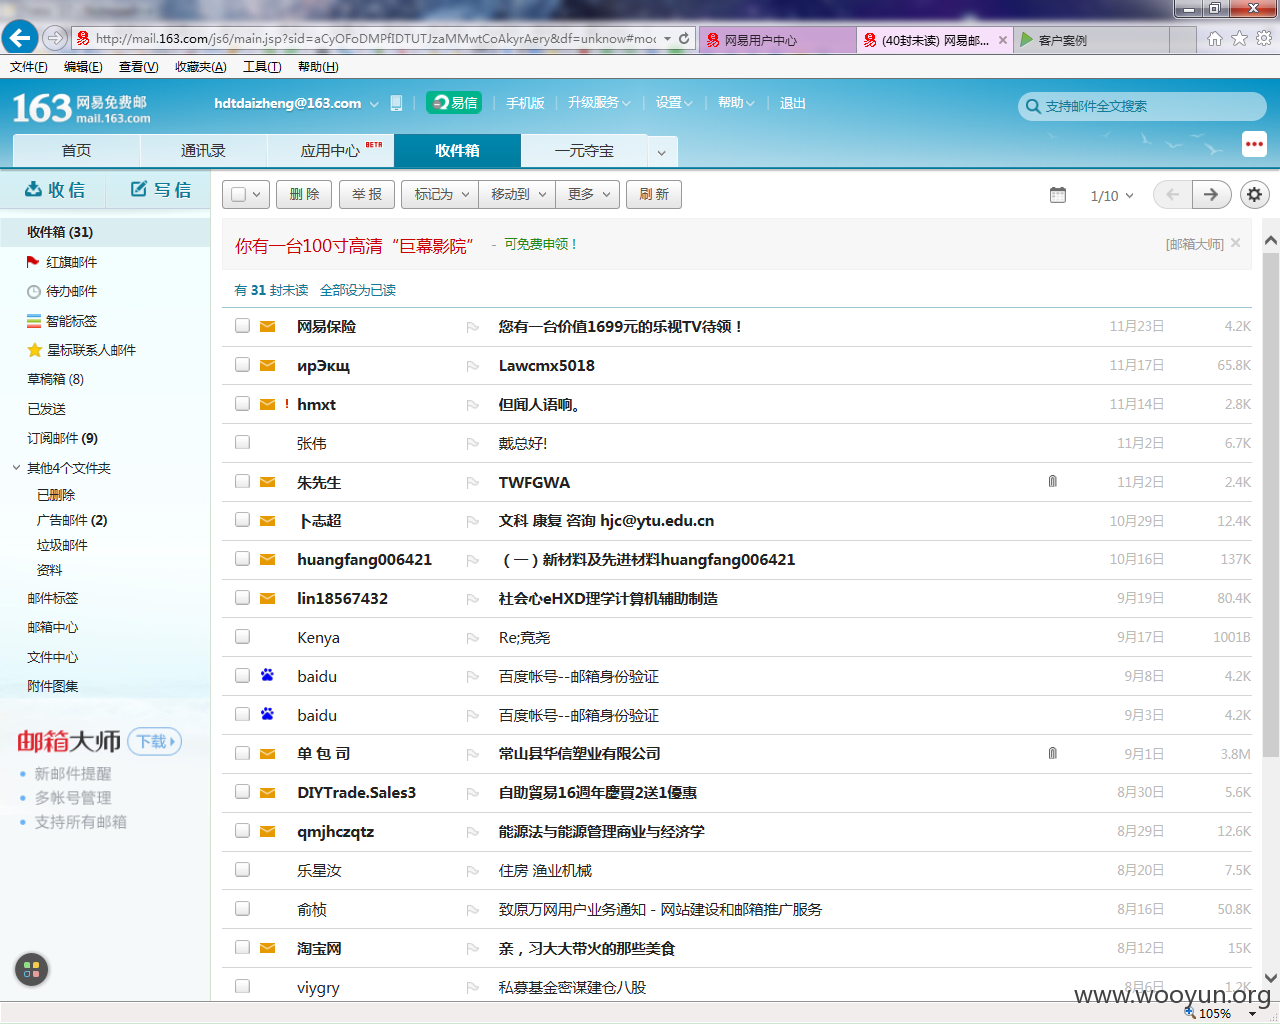 http://mail.163.com/js6/main.jsp?sid=aCyOFoDMPfIDTUTJzaMMwtCoAkyrAery&df=unknow#moc
网易用户中心
(40封未读) 网易邮...
客户案例
文件(F) 编辑(E) 查看(V) 收藏夹(A) 工具(T) 帮助(H)
163 网易免费邮
mail.163.com
hdtdaizheng@163.com
易信 手机版 升级服务 设置 帮助 退出
支持邮件全文搜索
首页 通讯录 应用中心 BETA 收件箱 一元夺宝
收信 写信
删 除 举 报 标记为 移动到 更多 刷 新
1/10
收件箱 (31)
红旗邮件
待办邮件
智能标签
星标联系人邮件
草稿箱 (8)
已发送
订阅邮件 (9)
其他4个文件夹
已删除
广告邮件 (2)
垃圾邮件
资料
邮件标签
邮箱中心
文件中心
附件图集
邮箱大师 下载
新邮件提醒
多帐号管理
支持所有邮箱
你有一台100寸高清“巨幕影院” - 可免费申领！ [邮箱大师]
有 31 封未读 全部设为已读
网易保险 您有一台价值1699元的乐视TV待领！ 11月23日 4.2K
ирЭкщ Lawcmx5018 11月17日 65.8K
! hmxt 但闻人语响。 11月14日 2.8K
张伟 戴总好! 11月2日 6.7K
朱先生 TWFGWA 11月2日 2.4K
卜志超 文科 康复 咨询 hjc@ytu.edu.cn 10月29日 12.4K
huangfang006421 （一）新材料及先进材料huangfang006421 10月16日 137K
lin18567432 社会心eHXD理学计算机辅助制造 9月19日 80.4K
Kenya Re;竞尧 9月17日 1001B
baidu 百度帐号--邮箱身份验证 9月8日 4.2K
baidu 百度帐号--邮箱身份验证 9月3日 4.2K
单 包 司 常山县华信塑业有限公司 9月1日 3.8M
DIYTrade.Sales3 自助貿易16週年慶買2送1優惠 8月30日 5.6K
qmjhczqtz 能源法与能源管理商业与经济学 8月29日 12.6K
乐星汝 住房 渔业机械 8月20日 7.5K
俞桢 致原万网用户业务通知 - 网站建设和邮箱推广服务 8月16日 50.8K
淘宝网 亲，习大大带火的那些美食 8月12日 15K
viygry 私募基金密谋建仓八股 8月6日 1.2K
www.wooyun.org
105%